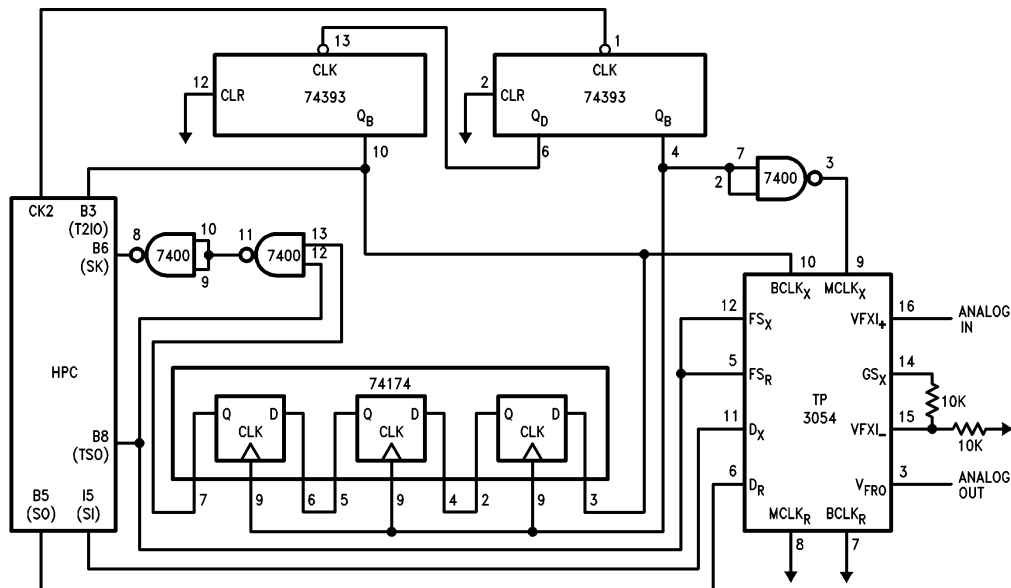 13
1
CLK
CLK
12
CLR
74393
2
CLR
74393
QB
QD
QB
10
6
4
7
2
7400
3
CK2
B3
(T2IO)
B6
(SK)
8
7400
10
9
11
7400
13
12
10
9
BCLKX
MCLKX
12
FSX
VFXI+
16
ANALOG
IN
HPC
5
FSR
GSX
14
74174
TP
3054
10K
Q
D
Q
D
Q
D
CLK
CLK
CLK
11
DX
VFXI-
15
10K
B8
(TSO)
6
DR
VFRO
3
ANALOG
OUT
7
9
6
5
9
4
2
9
3
B5
(SO)
I5
(SI)
MCLKR
BCLKR
8
7